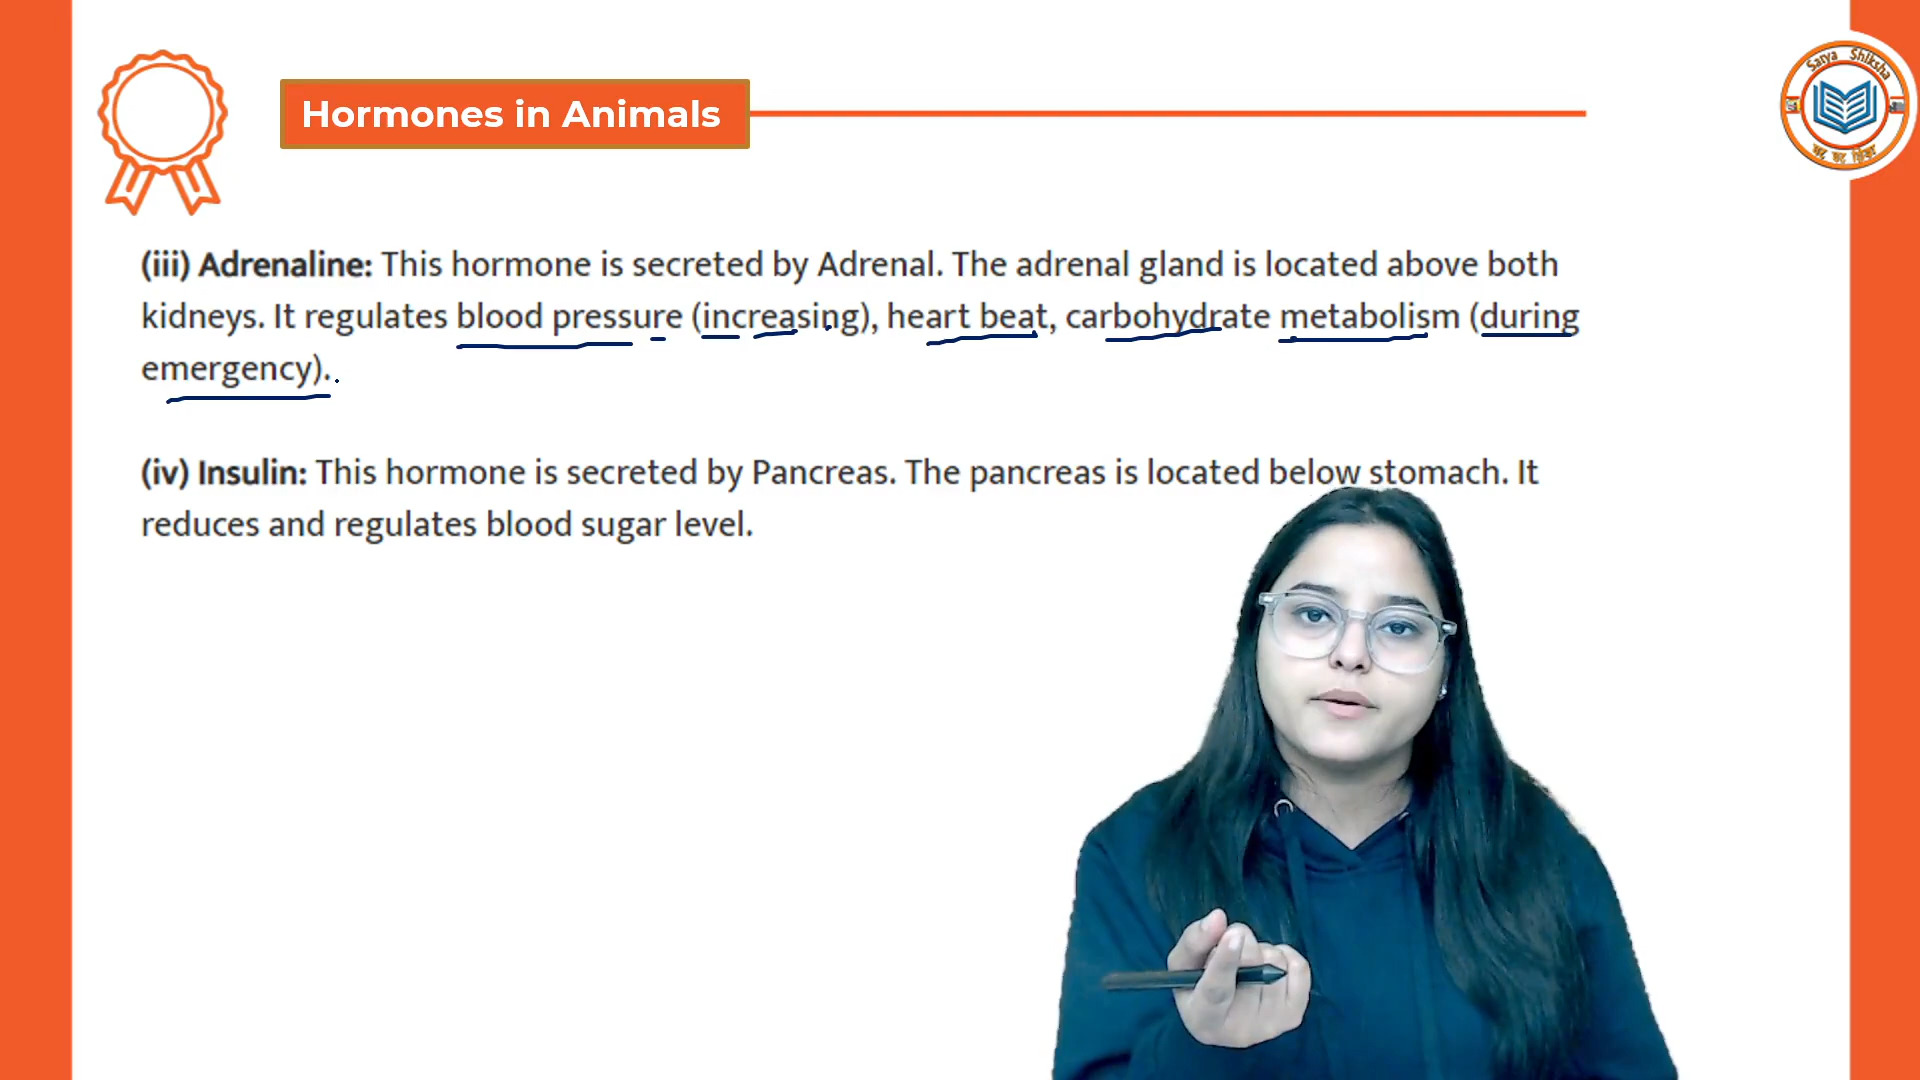 Hormones in Animals
Satya Shiksha
घर घर शिक्षा
(iii) Adrenaline: This hormone is secreted by Adrenal. The adrenal gland is located above both
kidneys. It regulates blood pressure (increasing), heart beat, carbohydrate metabolism (during
emergency).
(iv) Insulin: This hormone is secreted by Pancreas. The pancreas is located below stomach. It
reduces and regulates blood sugar level.